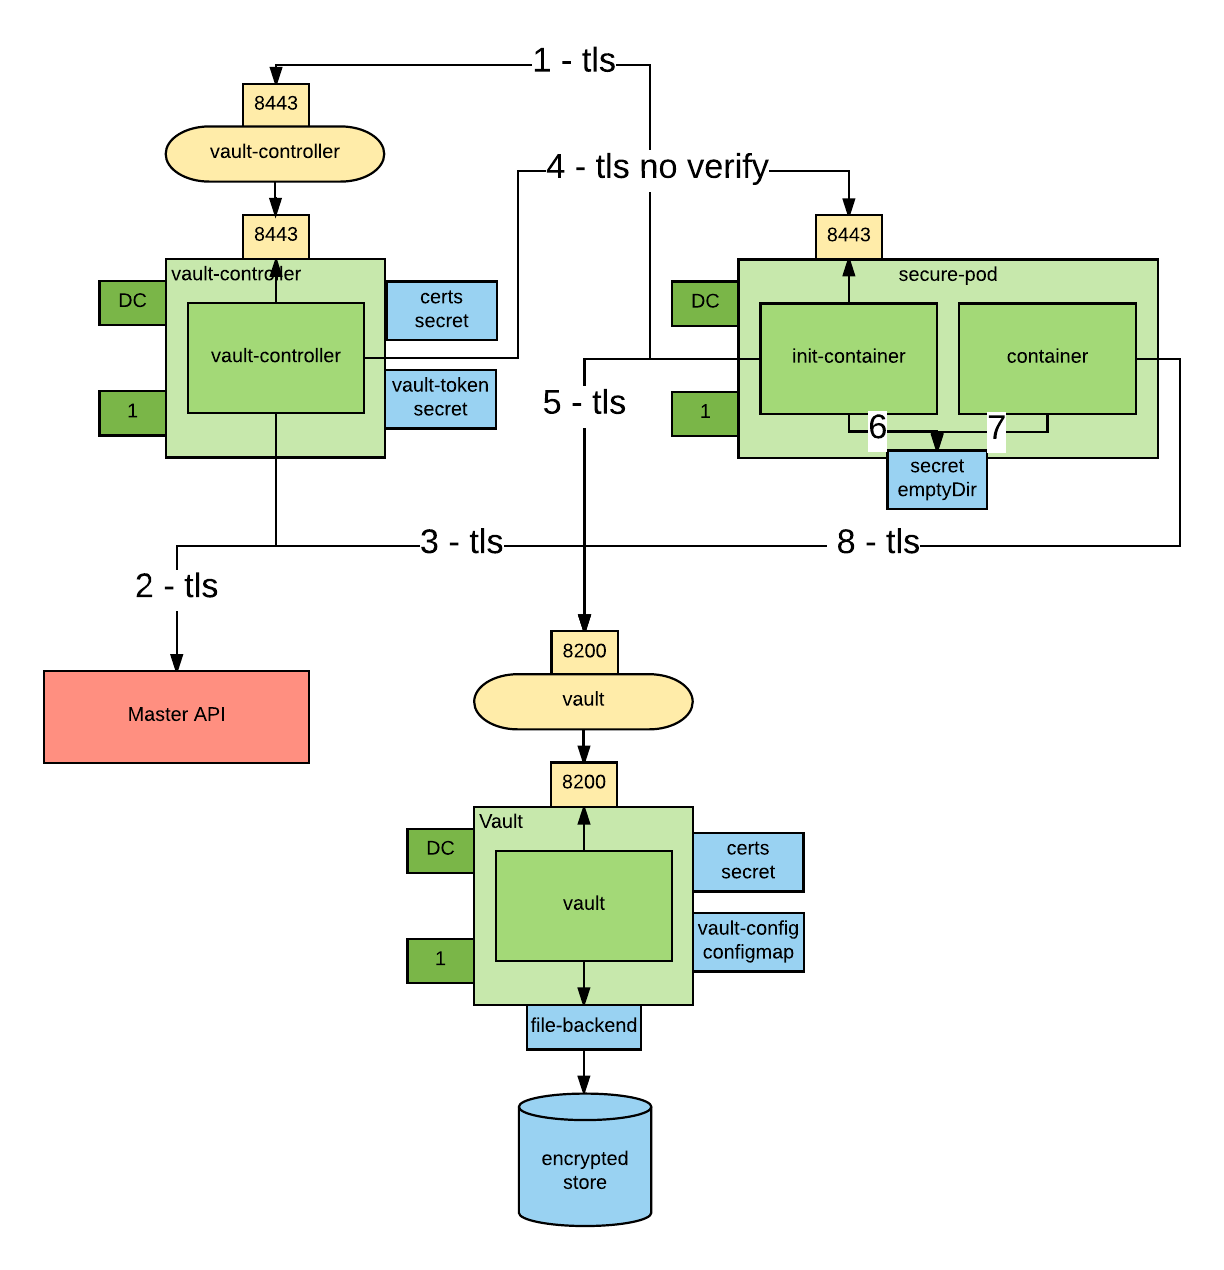 1 - tls
8443
vault-controller
4 - tls no verify
8443
vault-controller
DC
vault-controller
1
certs
secret
vault-token
secret
8443
secure-pod
DC
init-container
container
1
6
7
secret
emptyDir
5 - tls
3 - tls
8 - tls
2 - tls
Master API
8200
vault
8200
Vault
DC
vault
1
certs
secret
vault-config
configmap
file-backend
encrypted
store